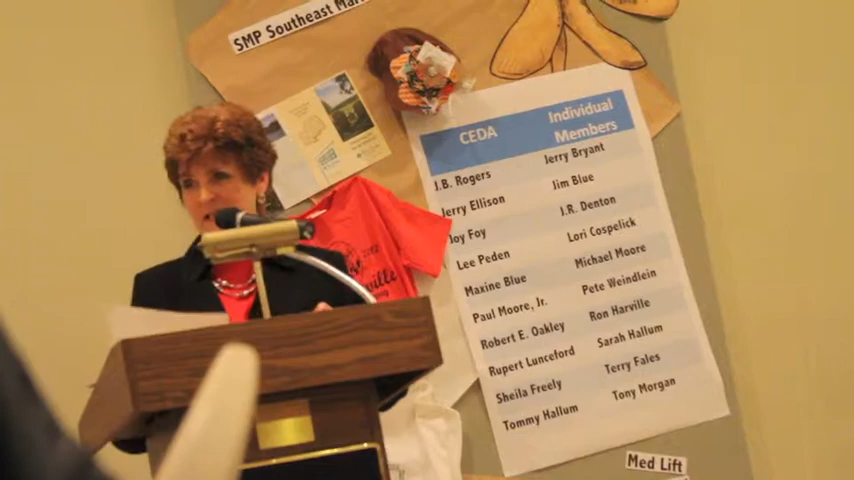 SMP Southeast
CEDA
Individual
Members
J.B. Rogers
Jerry Ellison
Joy Foy
Lee Peden
Maxine Blue
Paul Moore, Jr.
Robert E. Oakley
Rupert Lunceford
Sheila Freely
Tommy Hallum
Jerry Bryant
Jim Blue
J.R. Denton
Lori Cospelick
Michael Moore
Pete Weindlein
Ron Harville
Sarah Hallum
Terry Fales
Tony Morgan
Med Lift